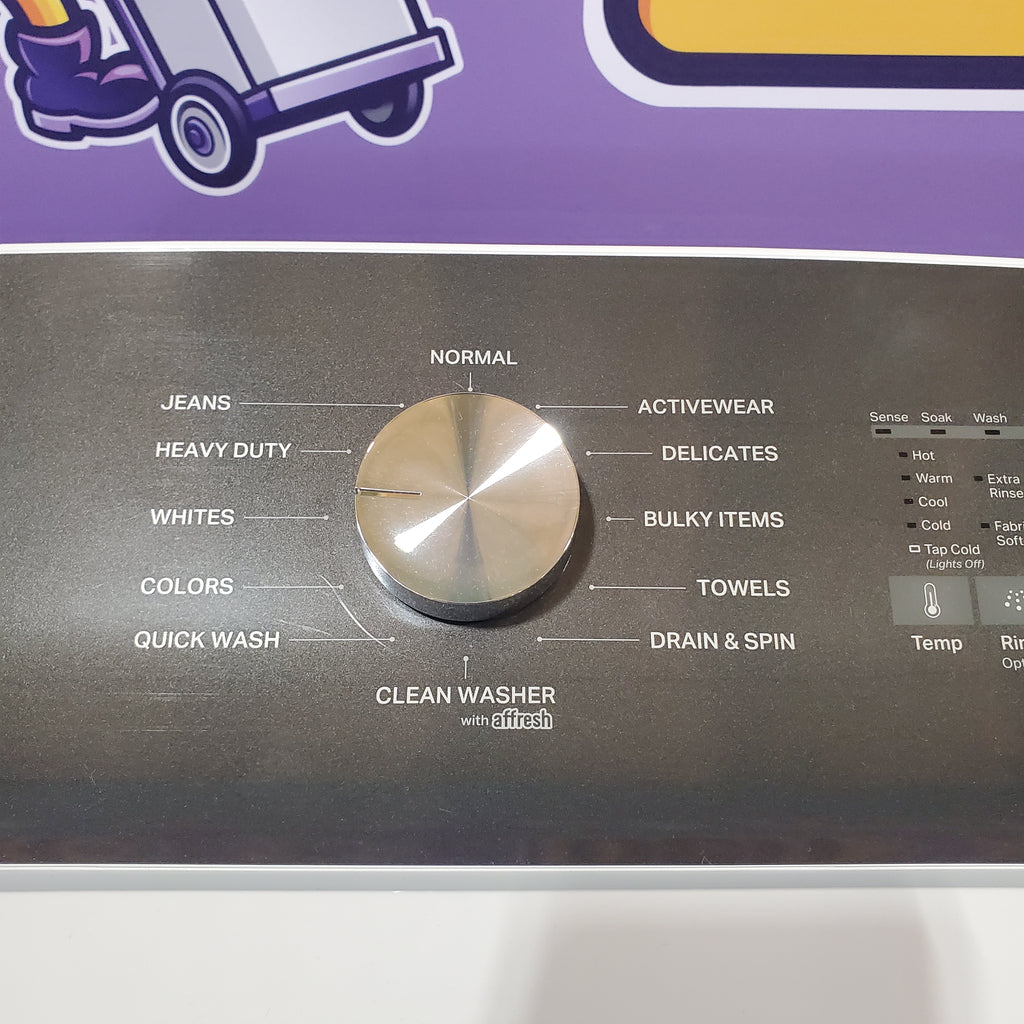 NORMAL
JEANS
ACTIVEWEAR
HEAVY DUTY
DELICATES
WHITES
BULKY ITEMS
COLORS
TOWELS
QUICK WASH
DRAIN & SPIN
CLEAN WASHER
with affresh
Sense Soak Wash
Hot
Warm
Cool
Cold
Tap Cold
(Lights Off)
Temp
Extra
Rinse